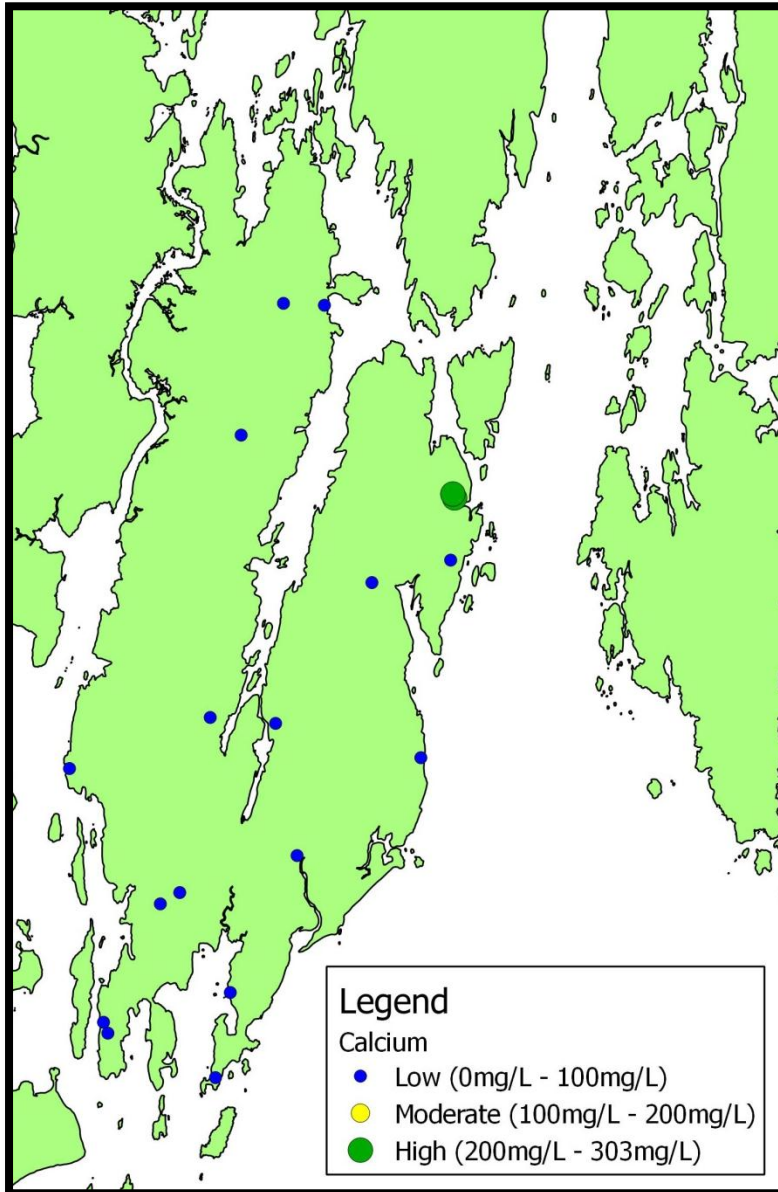 Legend
Calcium
Low (0mg/L - 100mg/L)
Moderate (100mg/L - 200mg/L)
High (200mg/L - 303mg/L)